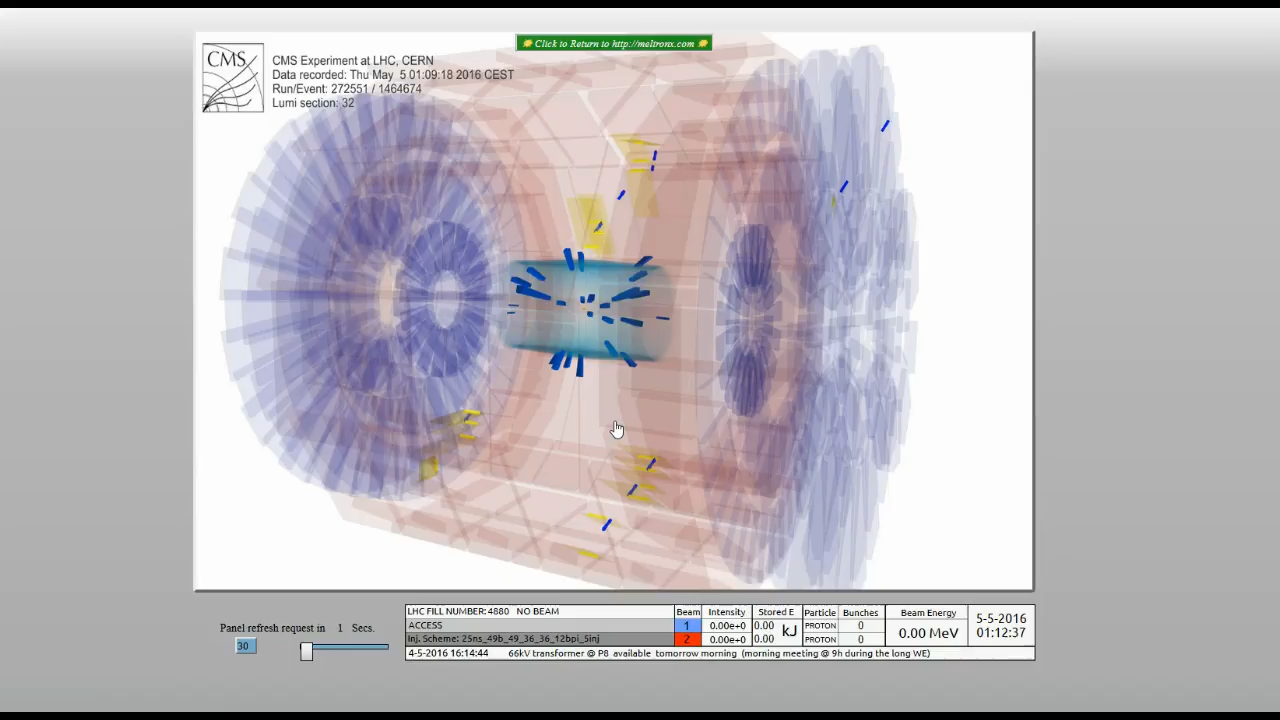 Click to Return to http://meltronx.com
CMS
CMS Experiment at LHC, CERN
Data recorded: Thu May 5 01:09:18 2016 CEST
Run/Event: 272551 / 1464674
Lumi section: 32
Panel refresh request in 1 Secs.
30
LHC FILL NUMBER: 4880 NO BEAM Beam Intensity Stored E Particle Bunches Beam Energy 5-5-2016
ACCESS 1 0.00e+0 0.00 kJ PROTON 0 0.00 MeV 01:12:37
Inj. Scheme: 25ns_49b_49_36_36_12bpi_5inj 2 0.00e+0 0.00 PROTON 0
4-5-2016 16:14:44 66kV transformer @ P8 available tomorrow morning (morning meeting @ 9h during the long WE)